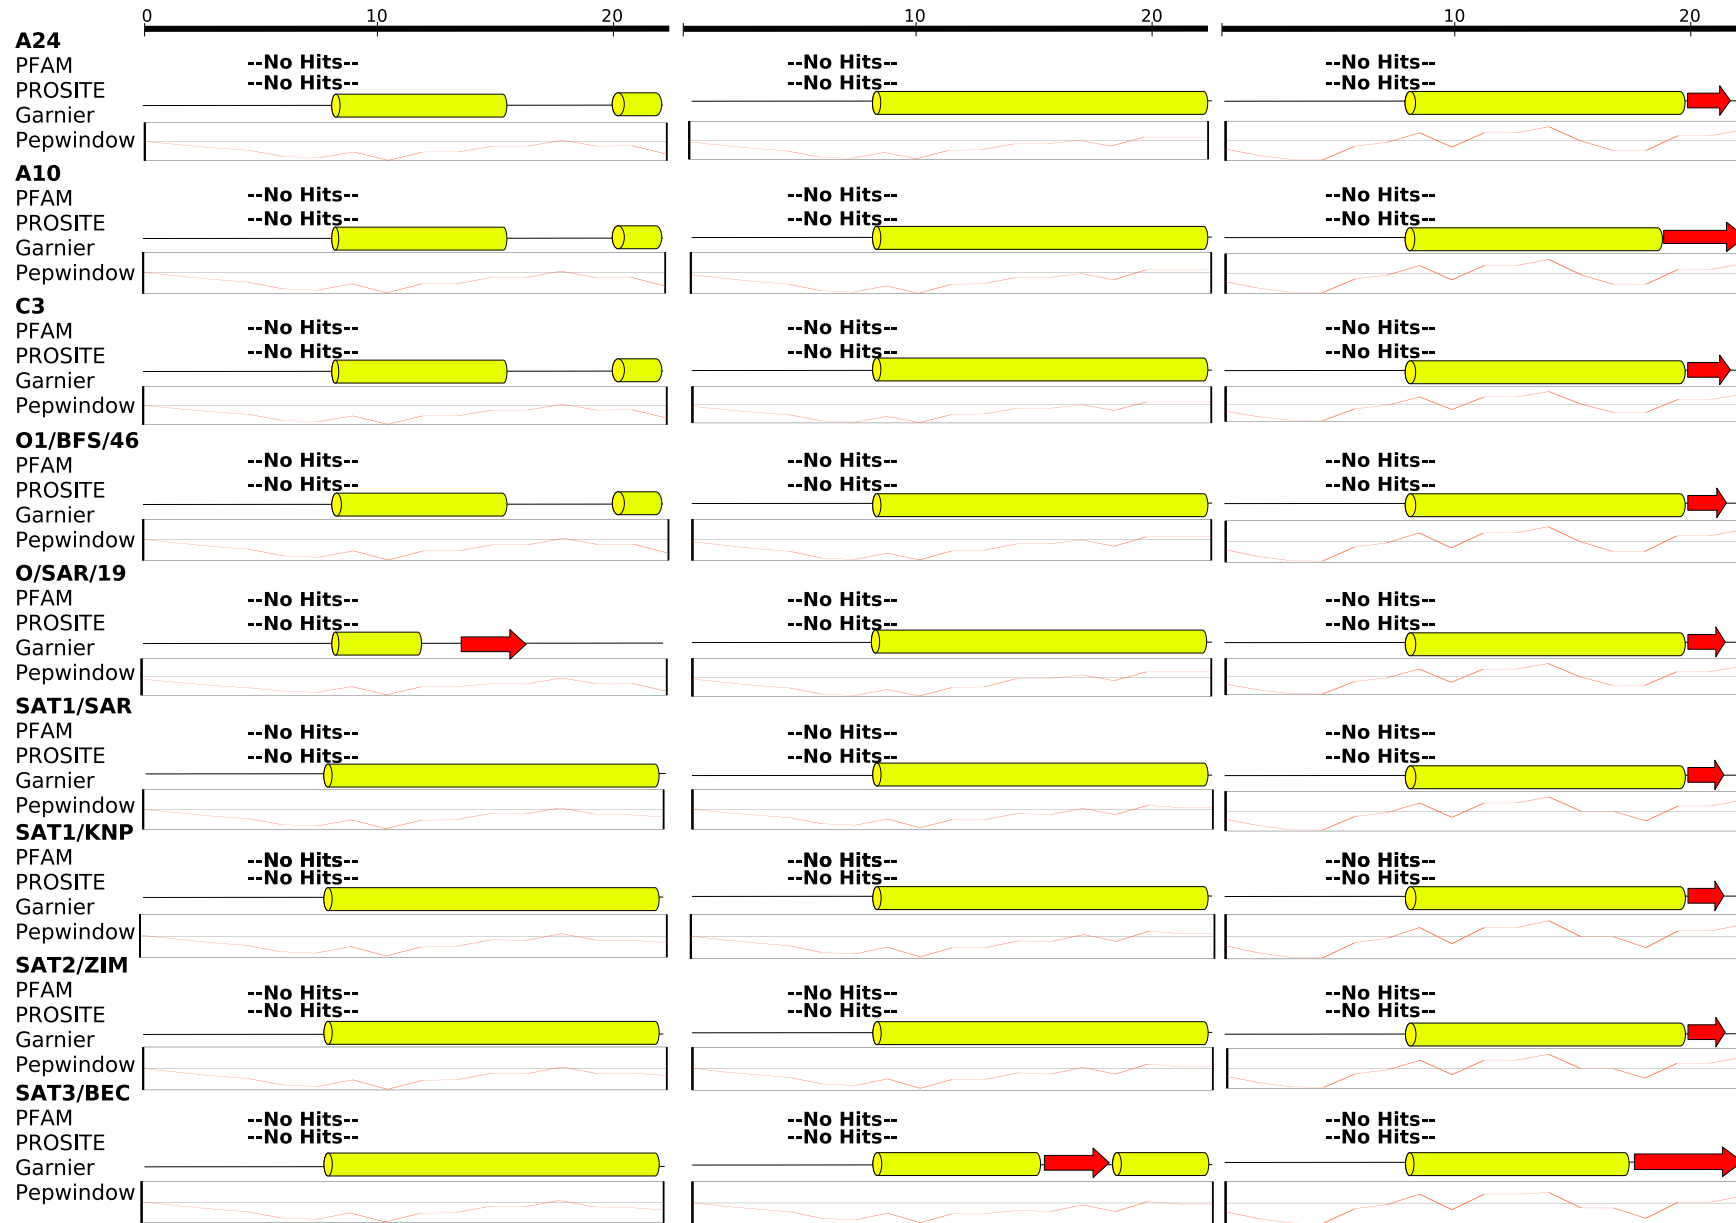 0 10 20 10 20 10 20
A24
PFAM --No Hits-- --No Hits-- --No Hits--
PROSITE --No Hits-- --No Hits-- --No Hits--
Garnier
Pepwindow
A10
PFAM --No Hits-- --No Hits-- --No Hits--
PROSITE --No Hits-- --No Hits-- --No Hits--
Garnier
Pepwindow
C3
PFAM --No Hits-- --No Hits-- --No Hits--
PROSITE --No Hits-- --No Hits-- --No Hits--
Garnier
Pepwindow
O1/BFS/46
PFAM --No Hits-- --No Hits-- --No Hits--
PROSITE --No Hits-- --No Hits-- --No Hits--
Garnier
Pepwindow
O/SAR/19
PFAM --No Hits-- --No Hits-- --No Hits--
PROSITE --No Hits-- --No Hits-- --No Hits--
Garnier
Pepwindow
SAT1/SAR
PFAM --No Hits-- --No Hits-- --No Hits--
PROSITE --No Hits-- --No Hits-- --No Hits--
Garnier
Pepwindow
SAT1/KNP
PFAM --No Hits-- --No Hits-- --No Hits--
PROSITE --No Hits-- --No Hits-- --No Hits--
Garnier
Pepwindow
SAT2/ZIM
PFAM --No Hits-- --No Hits-- --No Hits--
PROSITE --No Hits-- --No Hits-- --No Hits--
Garnier
Pepwindow
SAT3/BEC
PFAM --No Hits-- --No Hits-- --No Hits--
PROSITE --No Hits-- --No Hits-- --No Hits--
Garnier
Pepwindow